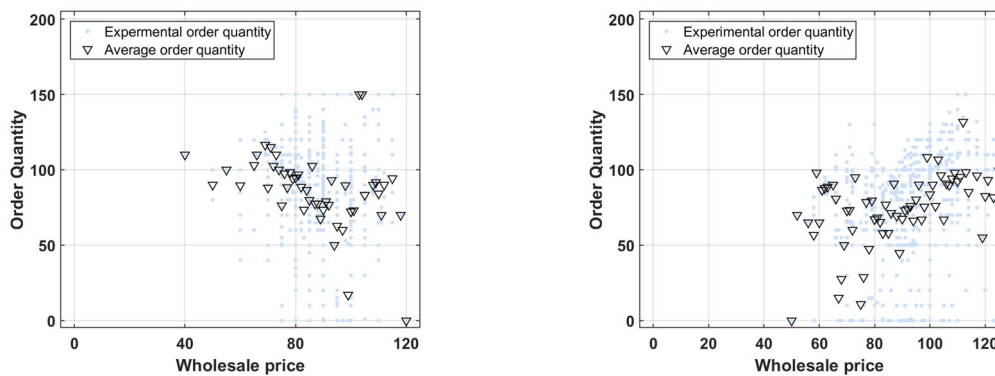 200
150
100
50
0
Order Quantity
Expermental order quantity
Average order quantity
0 40 80 120
Wholesale price
200
150
100
50
0
Order Quantity
Experimental order quantity
Average order quantity
0 20 40 60 80 100 120
Wholesale price